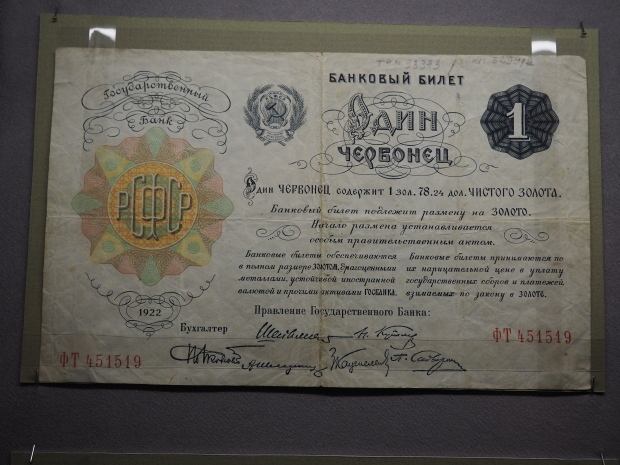 Государственный
Банк
РСФСР
1922
БАНКОВЫЙ БИЛЕТ
ОДИН
ЧЕРВОНЕЦ
1
Один ЧЕРВОНЕЦ содержит 1 зол. 78.24 дол. ЧИСТОГО ЗОЛОТА.
Банковый билет подлежит размену на ЗОЛОТО.
Начало размена устанавливается
особым правительственным актом.
Банковые билеты обеспечиваются
в полном размере ЗОЛОТОМ, драгоценными
металлами, устойчивой иностранной
валютой и прочими активами ГОСБАНКА.
Банковые билеты принимаются по
их нарицательной цене в уплату
государственных сборов и платежей,
взимаемых по закону в ЗОЛОТЕ.
Правление Государственного Банка:
Бухгалтер
ФТ 451519
ФТ 451519